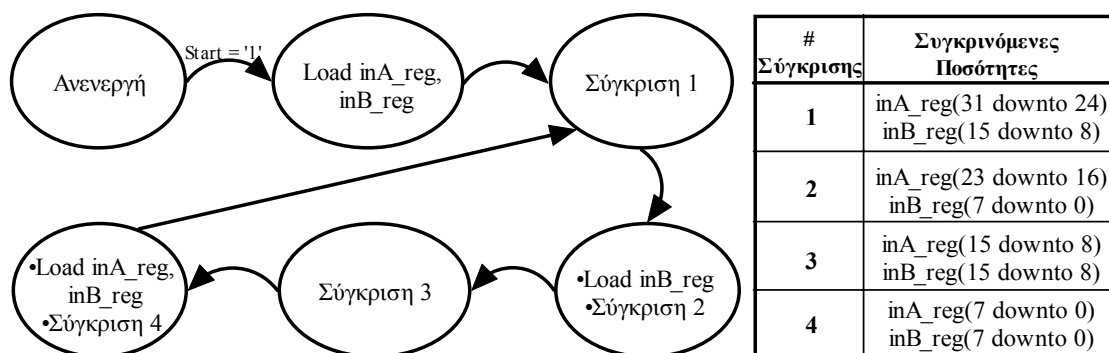 Ανενεργή
Start = '1'
Load inA_reg,
inB_reg
Σύγκριση 1
•Load inA_reg,
inB_reg
•Σύγκριση 4
Σύγκριση 3
•Load inB_reg
•Σύγκριση 2
#
Σύγκρισης
Συγκρινόμενες
Ποσότητες
1
inA_reg(31 downto 24)
inB_reg(15 downto 8)
2
inA_reg(23 downto 16)
inB_reg(7 downto 0)
3
inA_reg(15 downto 8)
inB_reg(15 downto 8)
4
inA_reg(7 downto 0)
inB_reg(7 downto 0)